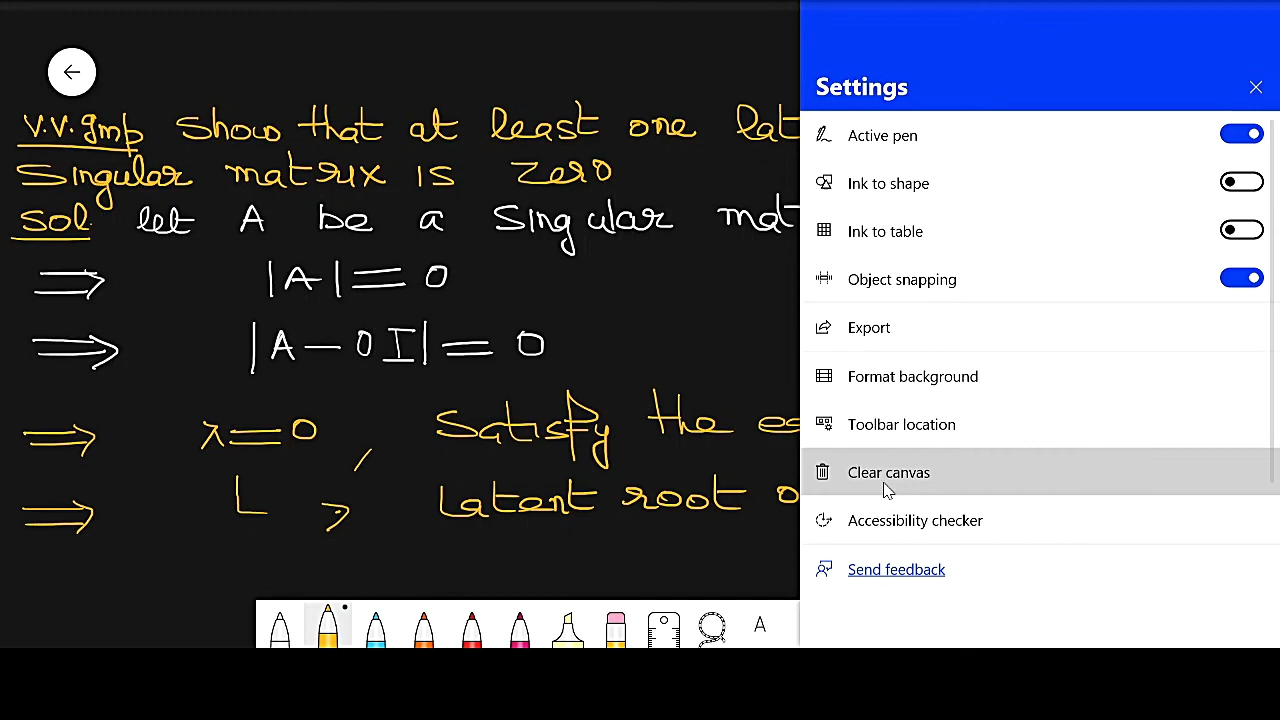 V.V.Imp Show that at least one lat
Singular matrix is zero
Sol. let A be a Singular mat
⟹ |A| = 0
⟹ |A - 0I| = 0
⟹ λ = 0, Satisfy the
⟹ Latent root o
A
Settings
Active pen
Ink to shape
Ink to table
Object snapping
Export
Format background
Toolbar location
Clear canvas
Accessibility checker
Send feedback